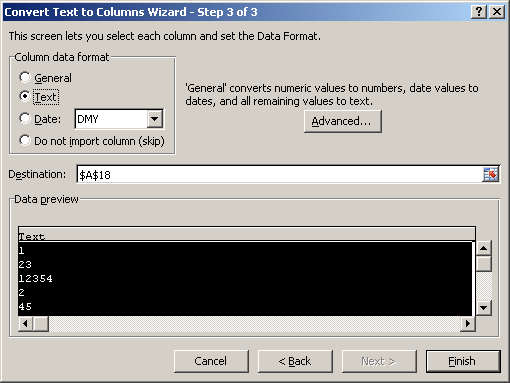 Convert Text to Columns Wizard - Step 3 of 3
This screen lets you select each column and set the Data Format.
Column data format
General
Text
Date: DMY
Do not import column (skip)
'General' converts numeric values to numbers, date values to
dates, and all remaining values to text.
Advanced...
Destination: $A$18
Data preview
Text
1
23
12354
2
45
Cancel < Back Next > Finish